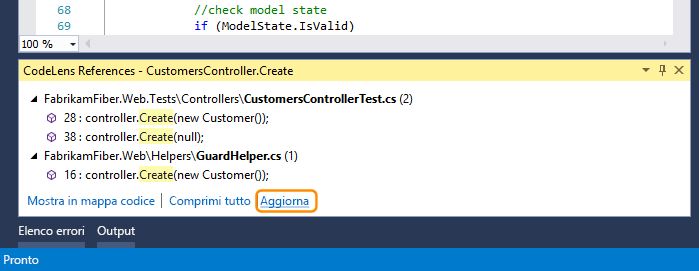 68 //check model state
69 if (ModelState.IsValid)
100 %
CodeLens References - CustomersController.Create
FabrikamFiber.Web.Tests\Controllers\CustomersControllerTest.cs (2)
28 : controller.Create(new Customer());
38 : controller.Create(null);
FabrikamFiber.Web\Helpers\GuardHelper.cs (1)
16 : controller.Create(new Customer());
Mostra in mappa codice | Comprimi tutto Aggiorna
Elenco errori Output
Pronto